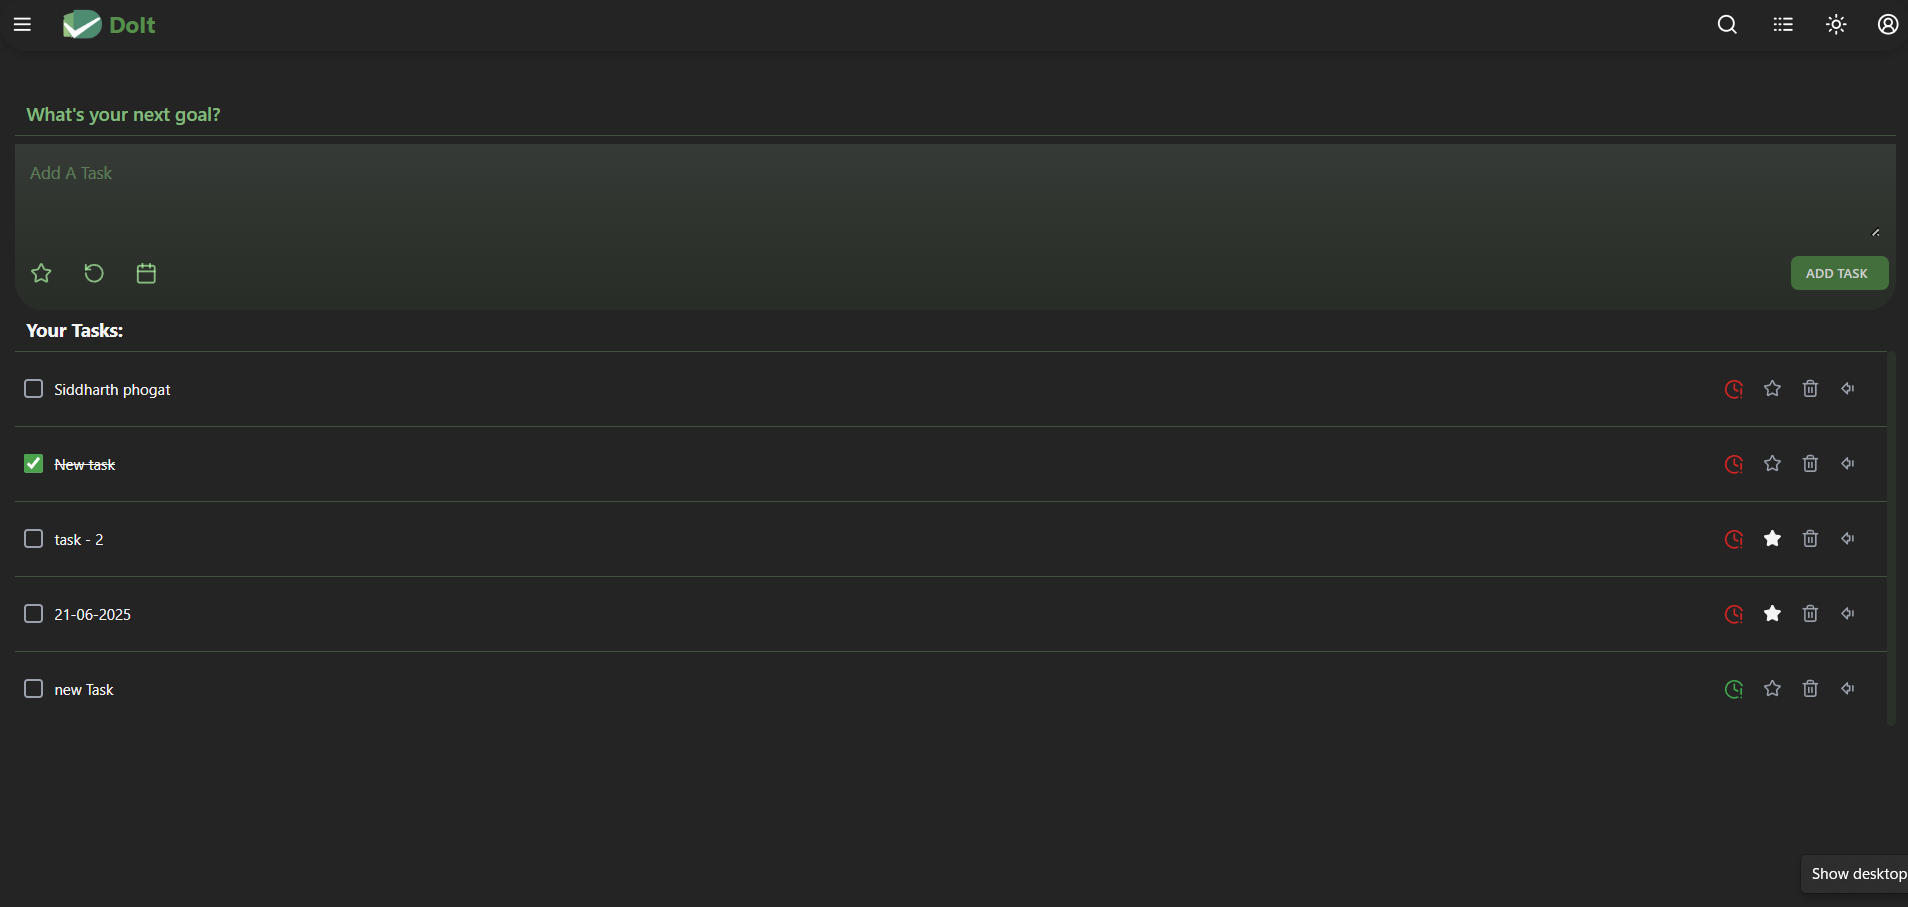 DoIt
What's your next goal?
Add A Task
ADD TASK
Your Tasks:
Siddharth phogat
New task
task - 2
21-06-2025
new Task
Show desktop